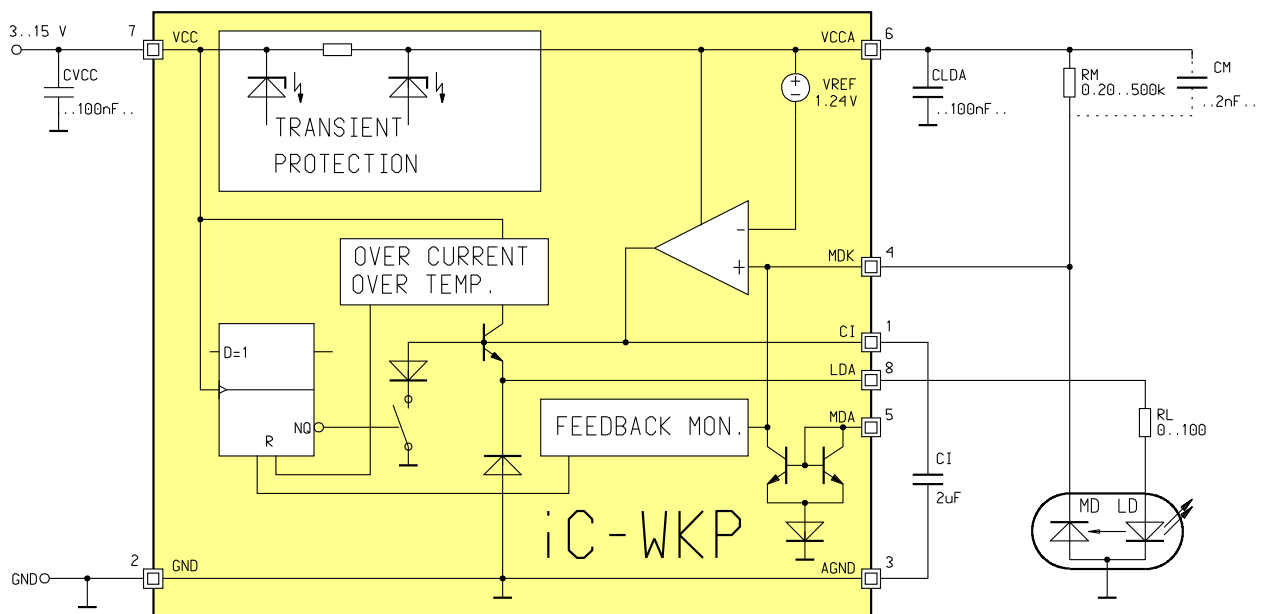 3..15 V
7
VCC
VCCA
6
CVCC
..100nF..
TRANSIENT
PROTECTION
VREF
1.24V
CLDA
..100nF..
RM
0.20..500k
CM
..2nF..
OVER CURRENT
OVER TEMP.
MDK
4
D=1
NQ
R
CI
1
LDA
8
FEEDBACK MON.
MDA
5
RL
0..100
CI
2uF
iC-WKP
MD
LD
GND
2
GND
AGND
3